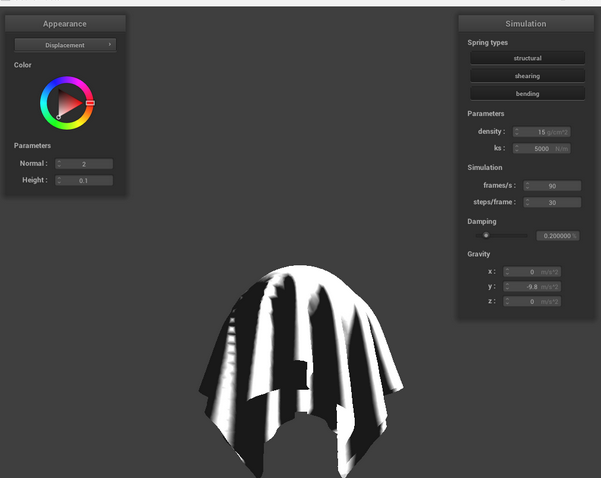 Appearance
Displacement
Color
Parameters
Normal : 2
Height : 0.1
Simulation
Spring types
structural
shearing
bending
Parameters
density : 15 g/cm^2
ks : 5000 N/m
Simulation
frames/s : 90
steps/frame : 30
Damping
0.200000 %
Gravity
x : 0 m/s^2
y : -9.8 m/s^2
z : 0 m/s^2